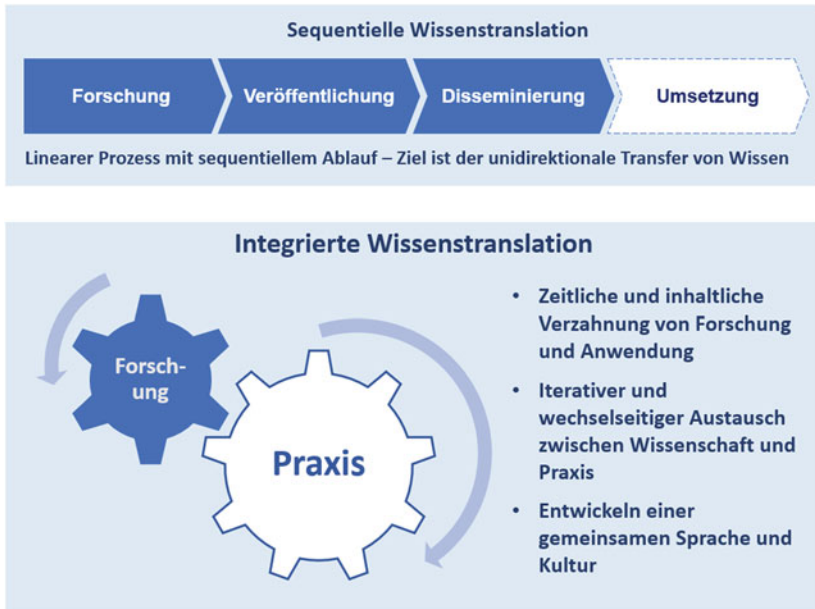 Sequentielle Wissenstranslation
Forschung
Veröffentlichung
Disseminierung
Umsetzung
Linearer Prozess mit sequentiellem Ablauf – Ziel ist der unidirektionale Transfer von Wissen
Integrierte Wissenstranslation
Forsch-
ung
Praxis
• Zeitliche und inhaltliche
Verzahnung von Forschung
und Anwendung
• Iterativer und
wechselseitiger Austausch
zwischen Wissenschaft und
Praxis
• Entwickeln einer
gemeinsamen Sprache und
Kultur